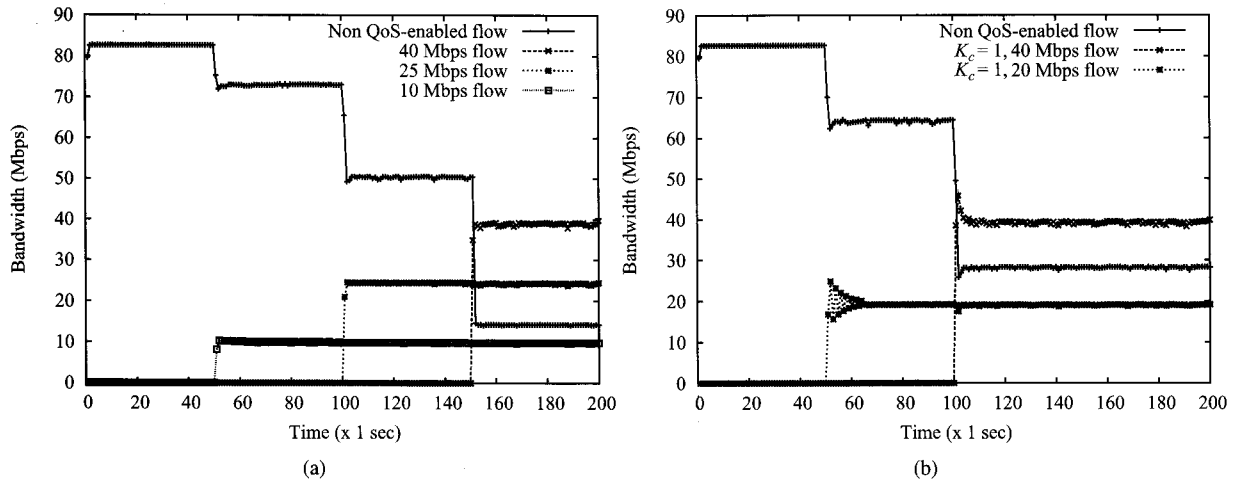 90
80
70
60
50
40
30
20
10
0
Bandwidth (Mbps)
Non QoS-enabled flow
40 Mbps flow
25 Mbps flow
10 Mbps flow
0 20 40 60 80 100 120 140 160 180 200
Time (x 1 sec)
(a)
90
80
70
60
50
40
30
20
10
0
Bandwidth (Mbps)
Non QoS-enabled flow
K_c = 1, 40 Mbps flow
K_c = 1, 20 Mbps flow
0 20 40 60 80 100 120 140 160 180 200
Time (x 1 sec)
(b)